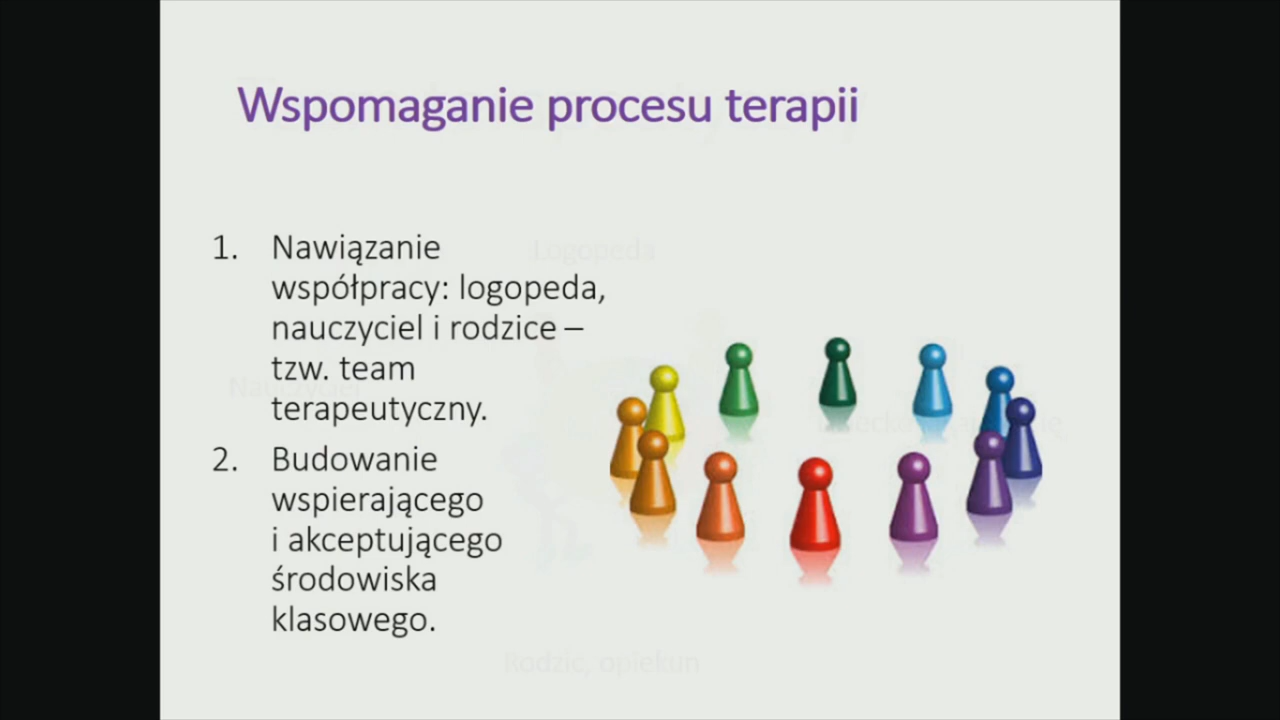 Wspomaganie procesu terapii
1. Nawiązanie
współpracy: logopeda,
nauczyciel i rodzice –
tzw. team
terapeutyczny.
2. Budowanie
wspierającego
i akceptującego
środowiska
klasowego.
Logopeda
Nauczyciel
Rodzic, opiekun